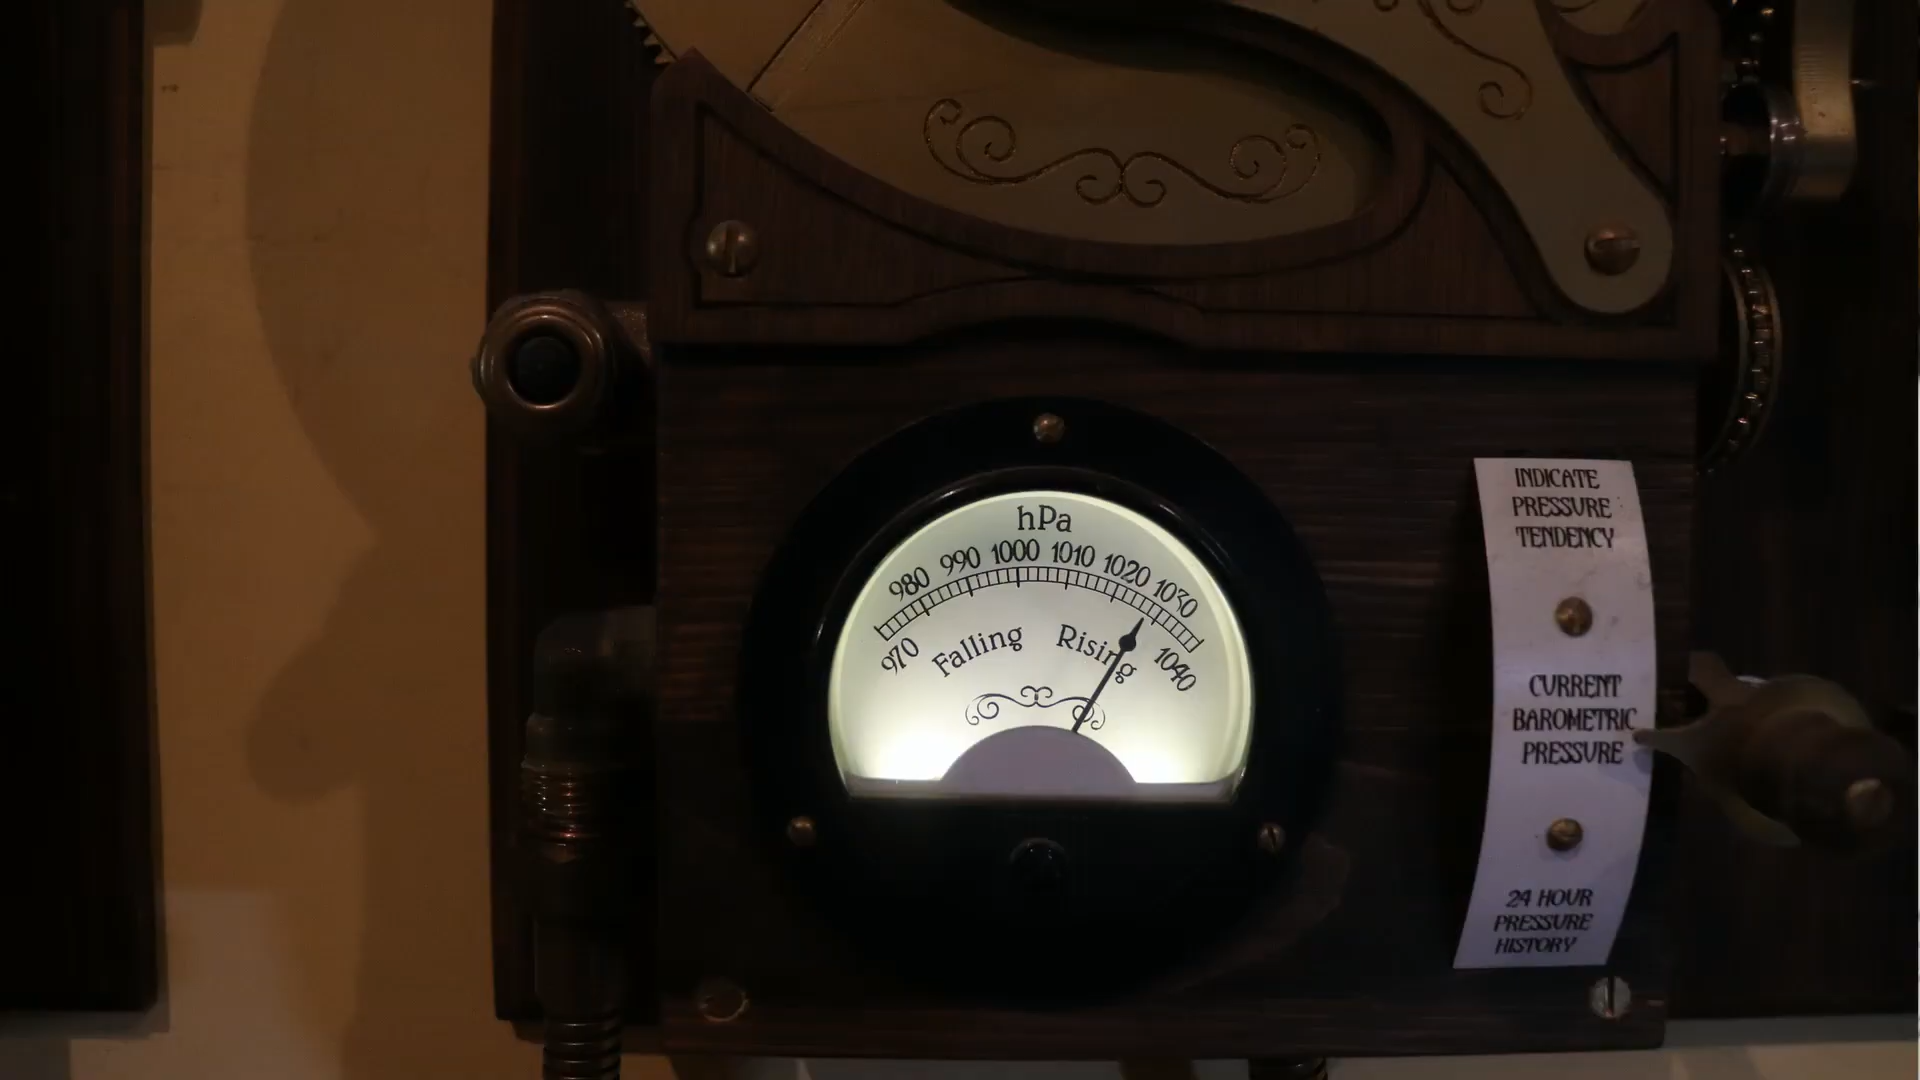 hPa
970 980 990 1000 1010 1020 1030 1040
Falling Rising
INDICATE
PRESSURE
TENDENCY
CURRENT
BAROMETRIC
PRESSURE
24 HOUR
PRESSURE
HISTORY